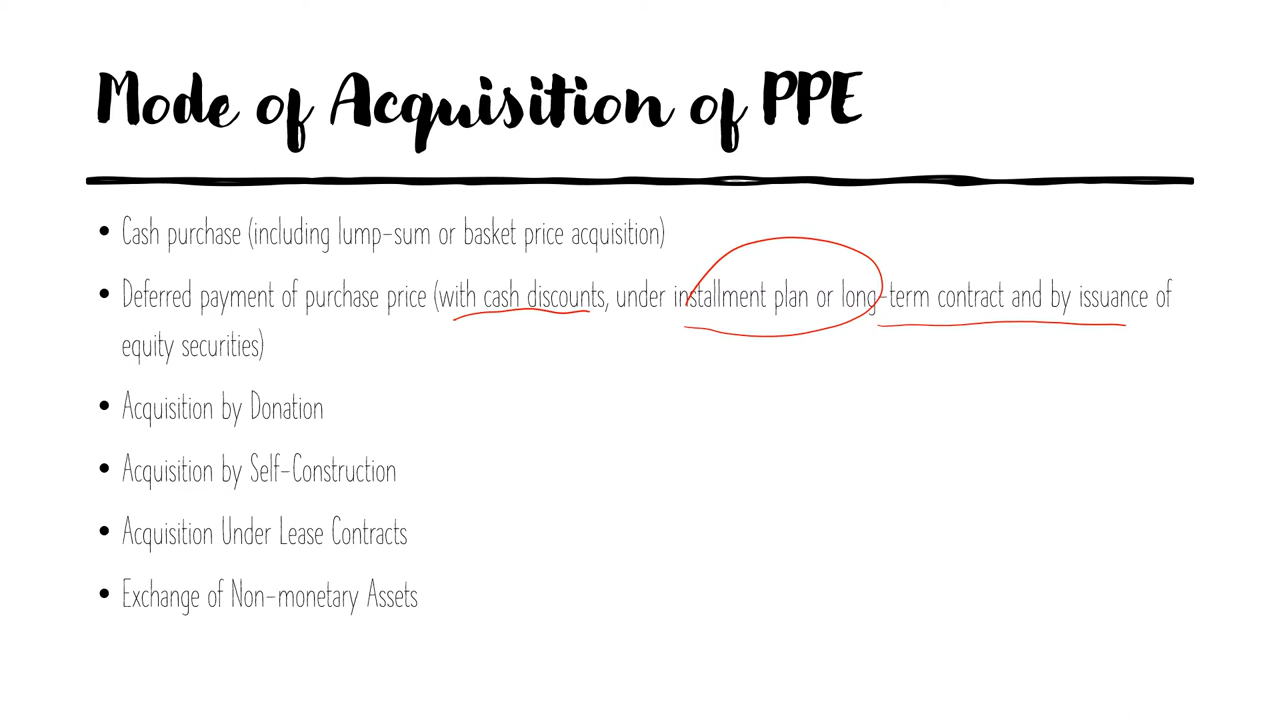 Mode of Acquisition of PPE
• Cash purchase (including lump-sum or basket price acquisition)
• Deferred payment of purchase price (with cash discounts, under installment plan or long-term contract and by issuance of
equity securities)
• Acquisition by Donation
• Acquisition by Self-Construction
• Acquisition Under Lease Contracts
• Exchange of Non-monetary Assets